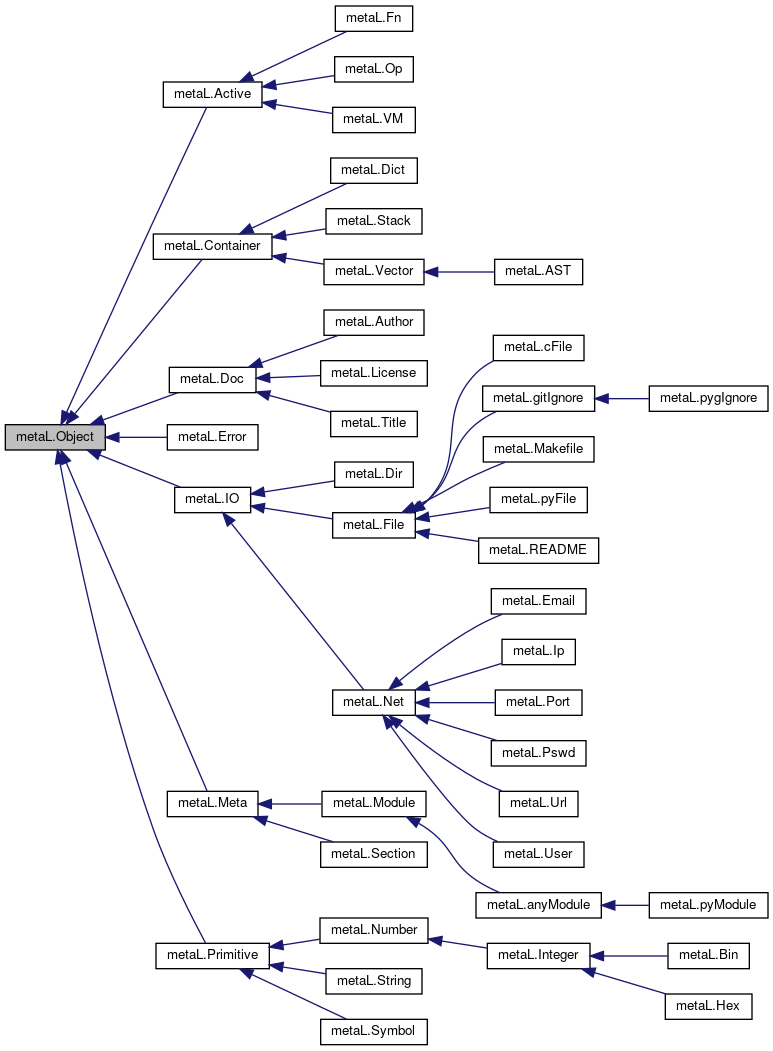 metaL.Fn
metaL.Op
metaL.Active
metaL.VM
metaL.Dict
metaL.Stack
metaL.Container
metaL.Vector
metaL.AST
metaL.Author
metaL.cFile
metaL.License
metaL.Doc
metaL.gitIgnore
metaL.pygIgnore
metaL.Title
metaL.Object
metaL.Error
metaL.Makefile
metaL.Dir
metaL.IO
metaL.pyFile
metaL.File
metaL.README
metaL.Email
metaL.Ip
metaL.Net
metaL.Port
metaL.Pswd
metaL.Meta
metaL.Module
metaL.Url
metaL.Section
metaL.User
metaL.anyModule
metaL.pyModule
metaL.Number
metaL.Primitive
metaL.Integer
metaL.Bin
metaL.String
metaL.Hex
metaL.Symbol